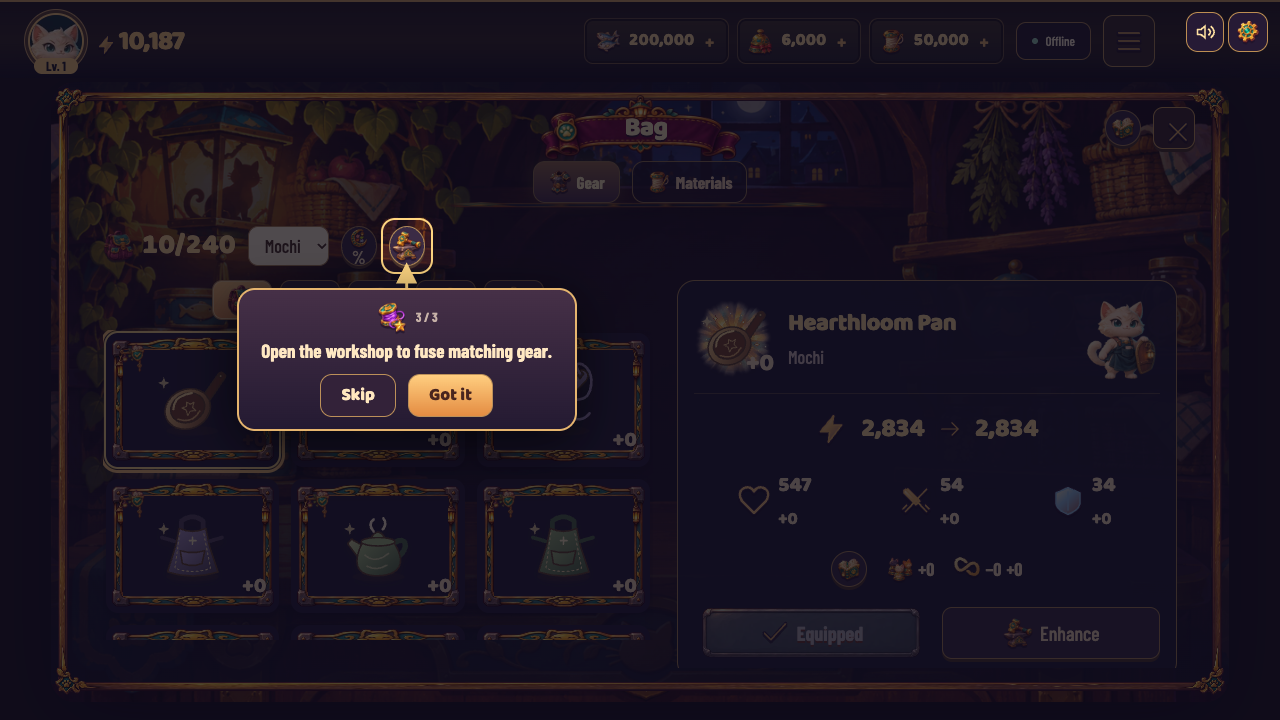 10,187
200,000 +
6,000 +
50,000 +
Offline
Lv. 1
Bag
Gear
Materials
10/240
Mochi
%
3 / 3
Open the workshop to fuse matching gear.
Skip
Got it
+0
+0
+0
+0
+0
Hearthloom Pan
+0
Mochi
2,834 → 2,834
547
+0
54
+0
34
+0
+0
−0 +0
Equipped
Enhance